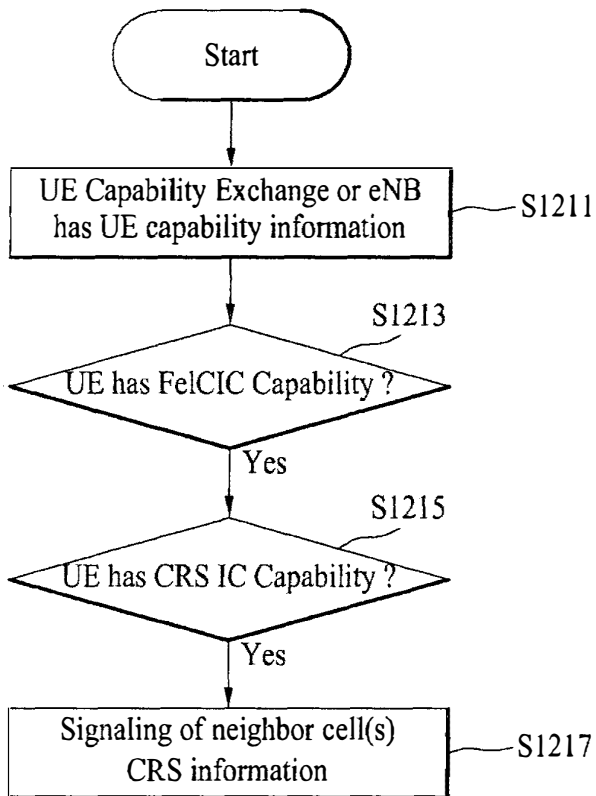 Start
UE Capability Exchange or eNB
has UE capability information
S1211
S1213
UE has FeICIC Capability ?
Yes
S1215
UE has CRS IC Capability ?
Yes
Signaling of neighbor cell(s)
CRS information
S1217